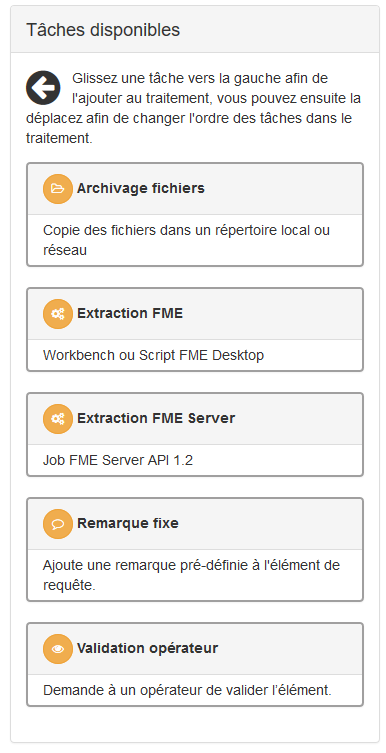 Tâches disponibles
Glissez une tâche vers la gauche afin de
l'ajouter au traitement, vous pouvez ensuite la
déplacez afin de changer l'ordre des tâches dans le
traitement.
Archivage fichiers
Copie des fichiers dans un répertoire local ou
réseau
Extraction FME
Workbench ou Script FME Desktop
Extraction FME Server
Job FME Server API 1.2
Remarque fixe
Ajoute une remarque pré-définie à l'élément de
requête.
Validation opérateur
Demande à un opérateur de valider l'élément.